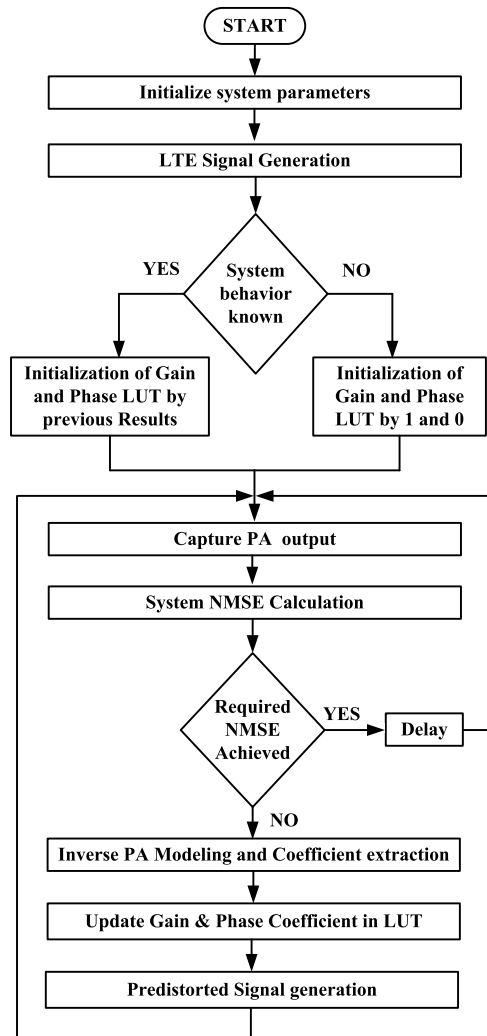 START
Initialize system parameters
LTE Signal Generation
YES
System
behavior
known
NO
Initialization of Gain
and Phase LUT by
previous Results
Initialization of
Gain and Phase
LUT by 1 and 0
Capture PA output
System NMSE Calculation
Required
NMSE
Achieved
YES
Delay
NO
Inverse PA Modeling and Coefficient extraction
Update Gain & Phase Coefficient in LUT
Predistorted Signal generation